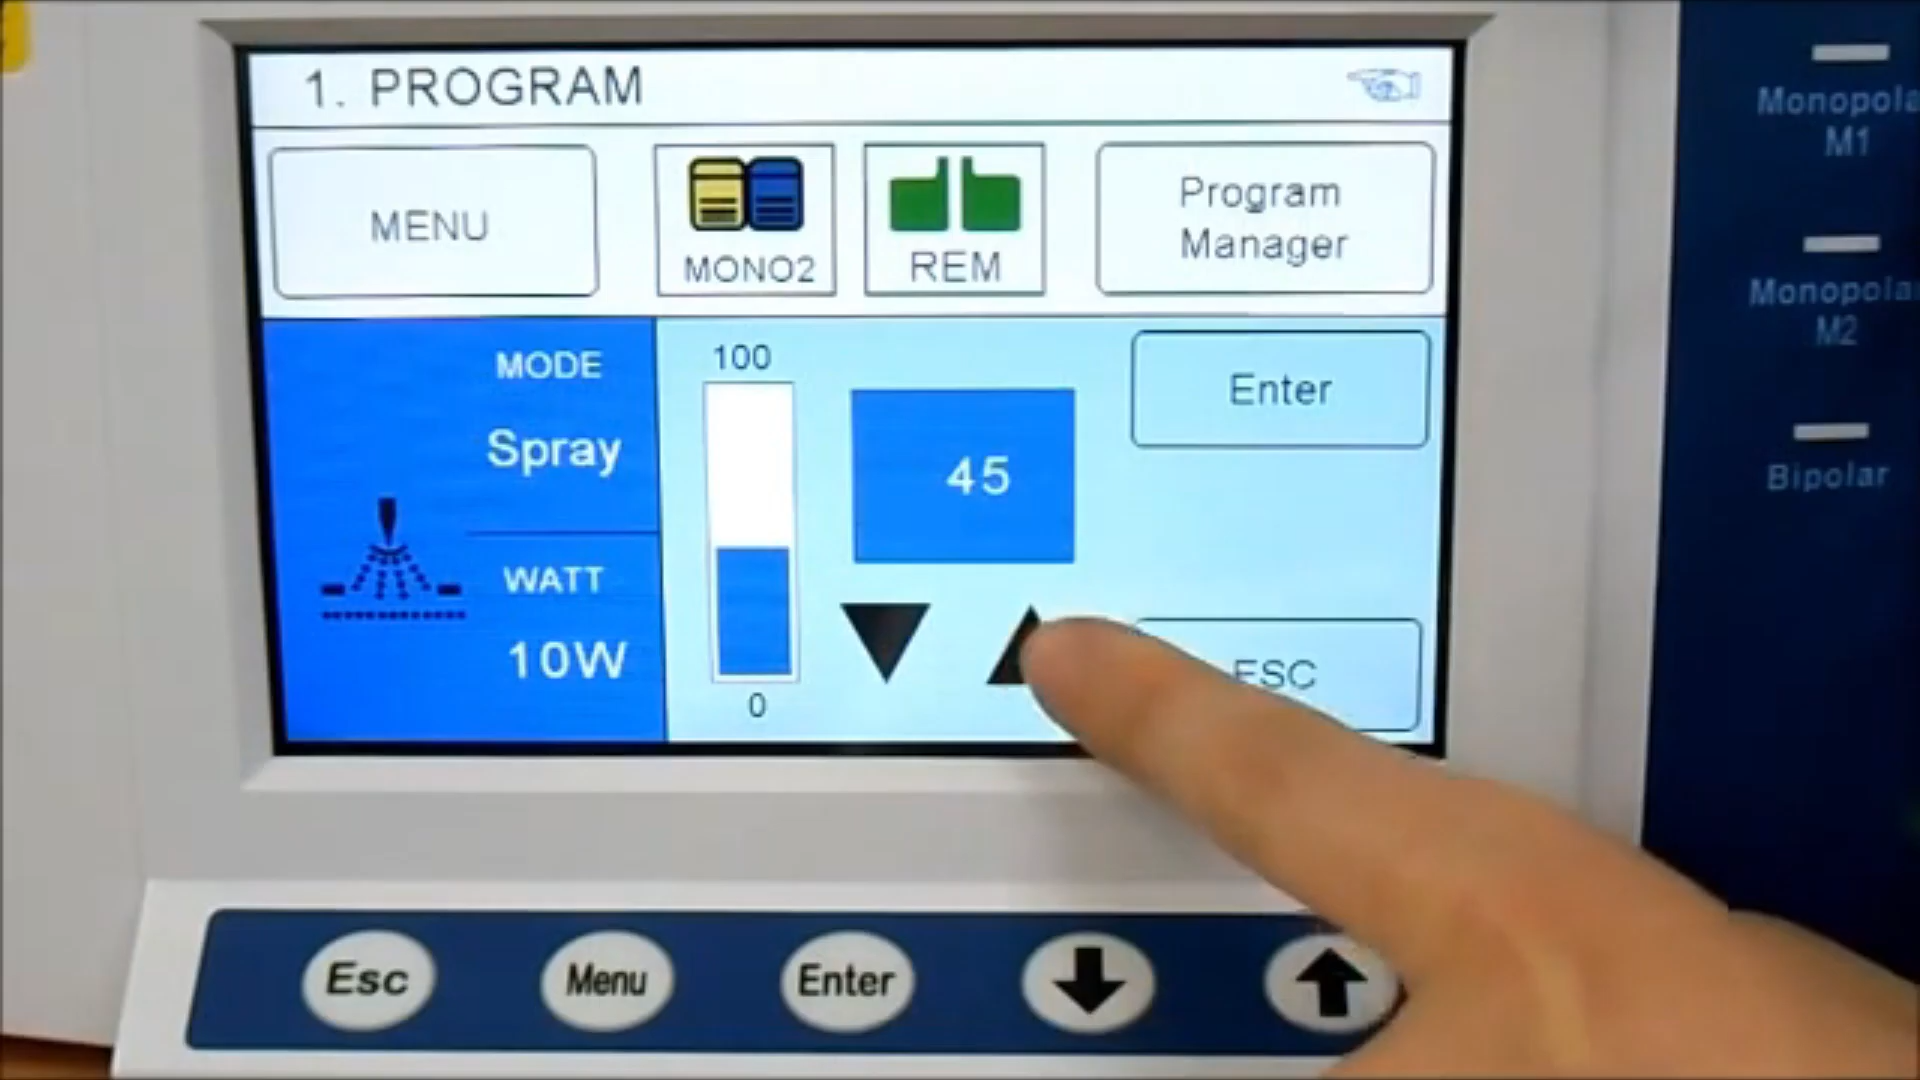 1. PROGRAM
MENU
MONO2
REM
Program
Manager
MODE
Spray
WATT
10W
100
0
45
Enter
ESC
Monopola
M1
Monopola
M2
Bipolar
Esc
Menu
Enter